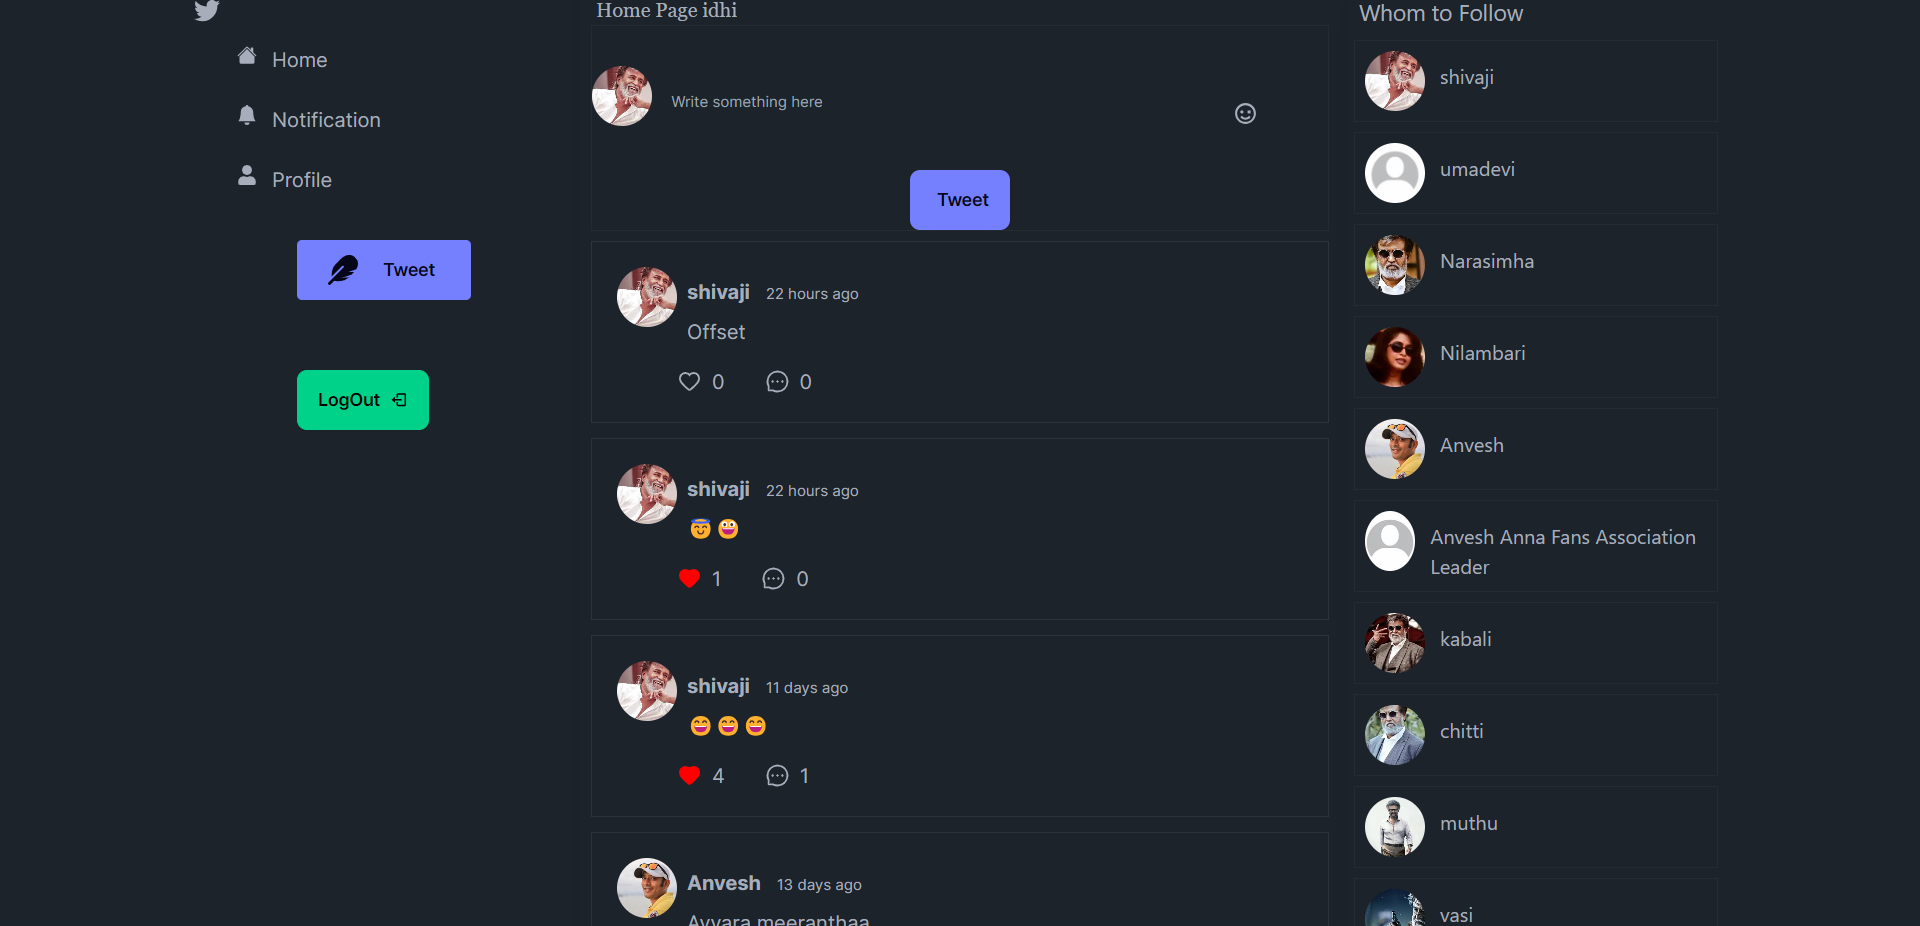 Home
Notification
Profile
Tweet
LogOut
Home Page idhi
Write something here
Tweet
shivaji 22 hours ago
Offset
0 0
shivaji 22 hours ago
😇 😀
1 0
shivaji 11 days ago
😄 😄 😄
4 1
Anvesh 13 days ago
Avvara meeranthaa
Whom to Follow
shivaji
umadevi
Narasimha
Nilambari
Anvesh
Anvesh Anna Fans Association
Leader
kabali
chitti
muthu
vasi